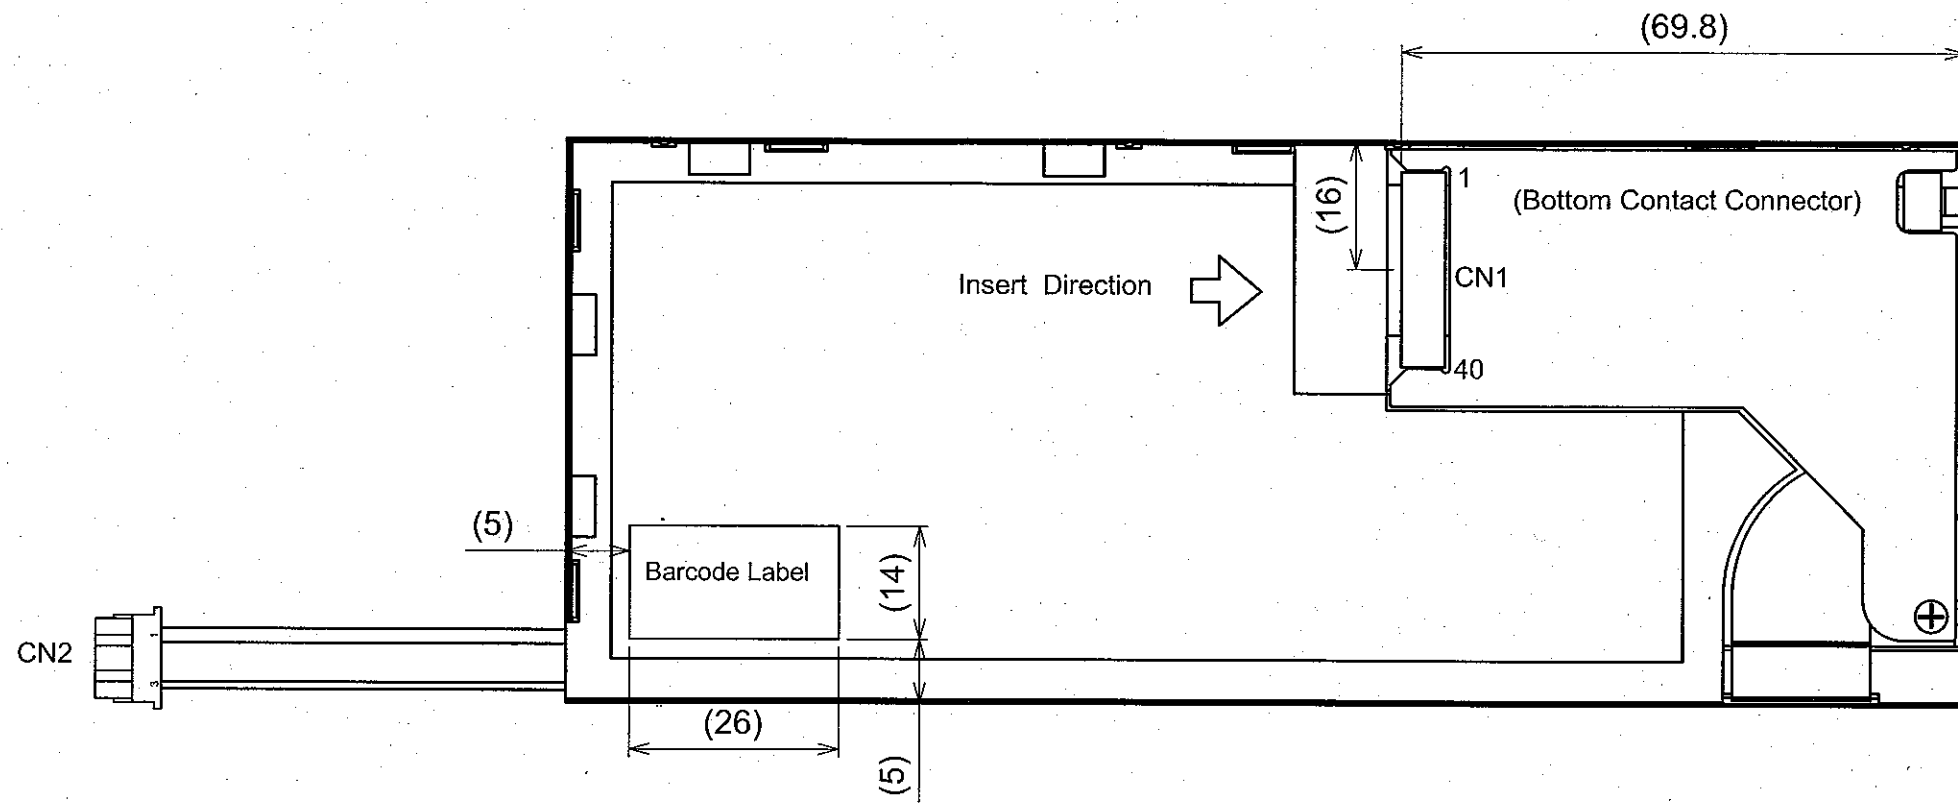 (69.8)
1
(Bottom Contact Connector)
(16)
Insert Direction
CN1
40
(5)
Barcode Label
(14)
CN2
1
3
(26)
(5)